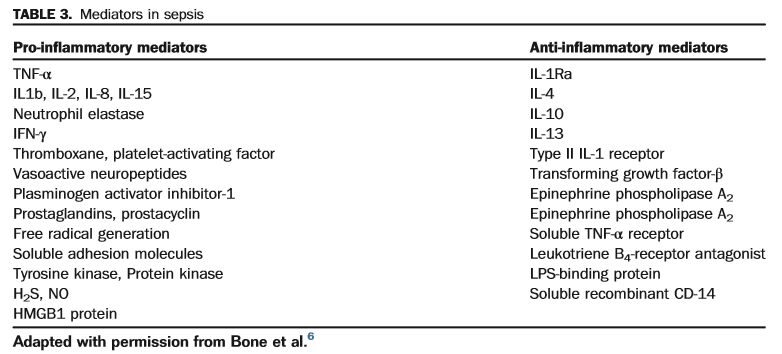 TABLE 3. Mediators in sepsis
Pro-inflammatory mediators Anti-inflammatory mediators
TNF-α IL-1Ra
IL1b, IL-2, IL-8, IL-15 IL-4
Neutrophil elastase IL-10
IFN-γ IL-13
Thromboxane, platelet-activating factor Type II IL-1 receptor
Vasoactive neuropeptides Transforming growth factor-β
Plasminogen activator inhibitor-1 Epinephrine phospholipase A₂
Prostaglandins, prostacyclin Epinephrine phospholipase A₂
Free radical generation Soluble TNF-α receptor
Soluble adhesion molecules Leukotriene B₄-receptor antagonist
Tyrosine kinase, Protein kinase LPS-binding protein
H₂S, NO Soluble recombinant CD-14
HMGB1 protein
Adapted with permission from Bone et al.⁶